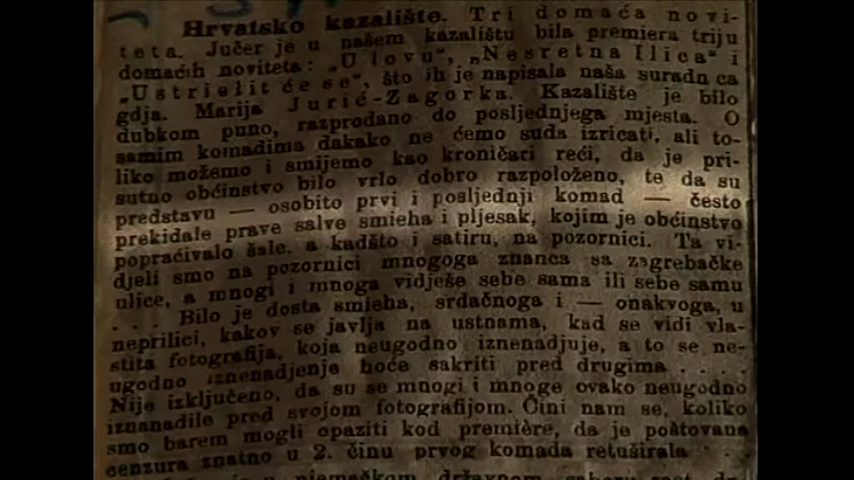 Hrvatsko kazalište. Tri domaća novi-
teta. Jučer je u našem kazalištu bila premiera triju
domaćih noviteta: „U lovu", „Nesretna Ilica" i
„Ustrielit će se", što ih je napisala naša suradn ca
gdja. Marija Jurić-Zagorka. Kazalište je bilo
dubkom puno, razprodano do posljednjega mjesta. O
samim komadima dakako ne ćemo suda izricati, ali to-
liko možemo i smijemo kao kroničari reći, da je pri-
sutno obćinstvo bilo vrlo dobro razpoloženo, te da su
predstavu — osobito prvi i posljednji komad — često
prekidale prave salve smieha i pljesak, kojim je obćinstvo
popraćivalo šale, a kadšto i satiru, na pozornici. Ta vi-
djeli smo na pozornici mnogoga znanca sa zagrebačke
ulice, a mnogi i mnoga vidješe sebe sama ili sebe samu
. . . . Bilo je dosta smieha, srdačnoga i — onakvoga, u
neprilici, kakov se javlja na ustnama, kad se vidi vla-
stita fotografija, koja neugodno iznenadjuje, a to se ne-
ugodno iznenadjenje hoće sakriti pred drugima . . . .
Nije izključeno, da su se mnogi i mnoge ovako neugodno
iznanadile pred svojom fotografijom. Čini nam se, koliko
smo barem mogli opaziti kod première, da je poštovana
cenzura znatno u 2. činu prvog komada retuširala
u njemačkom državnom saboru